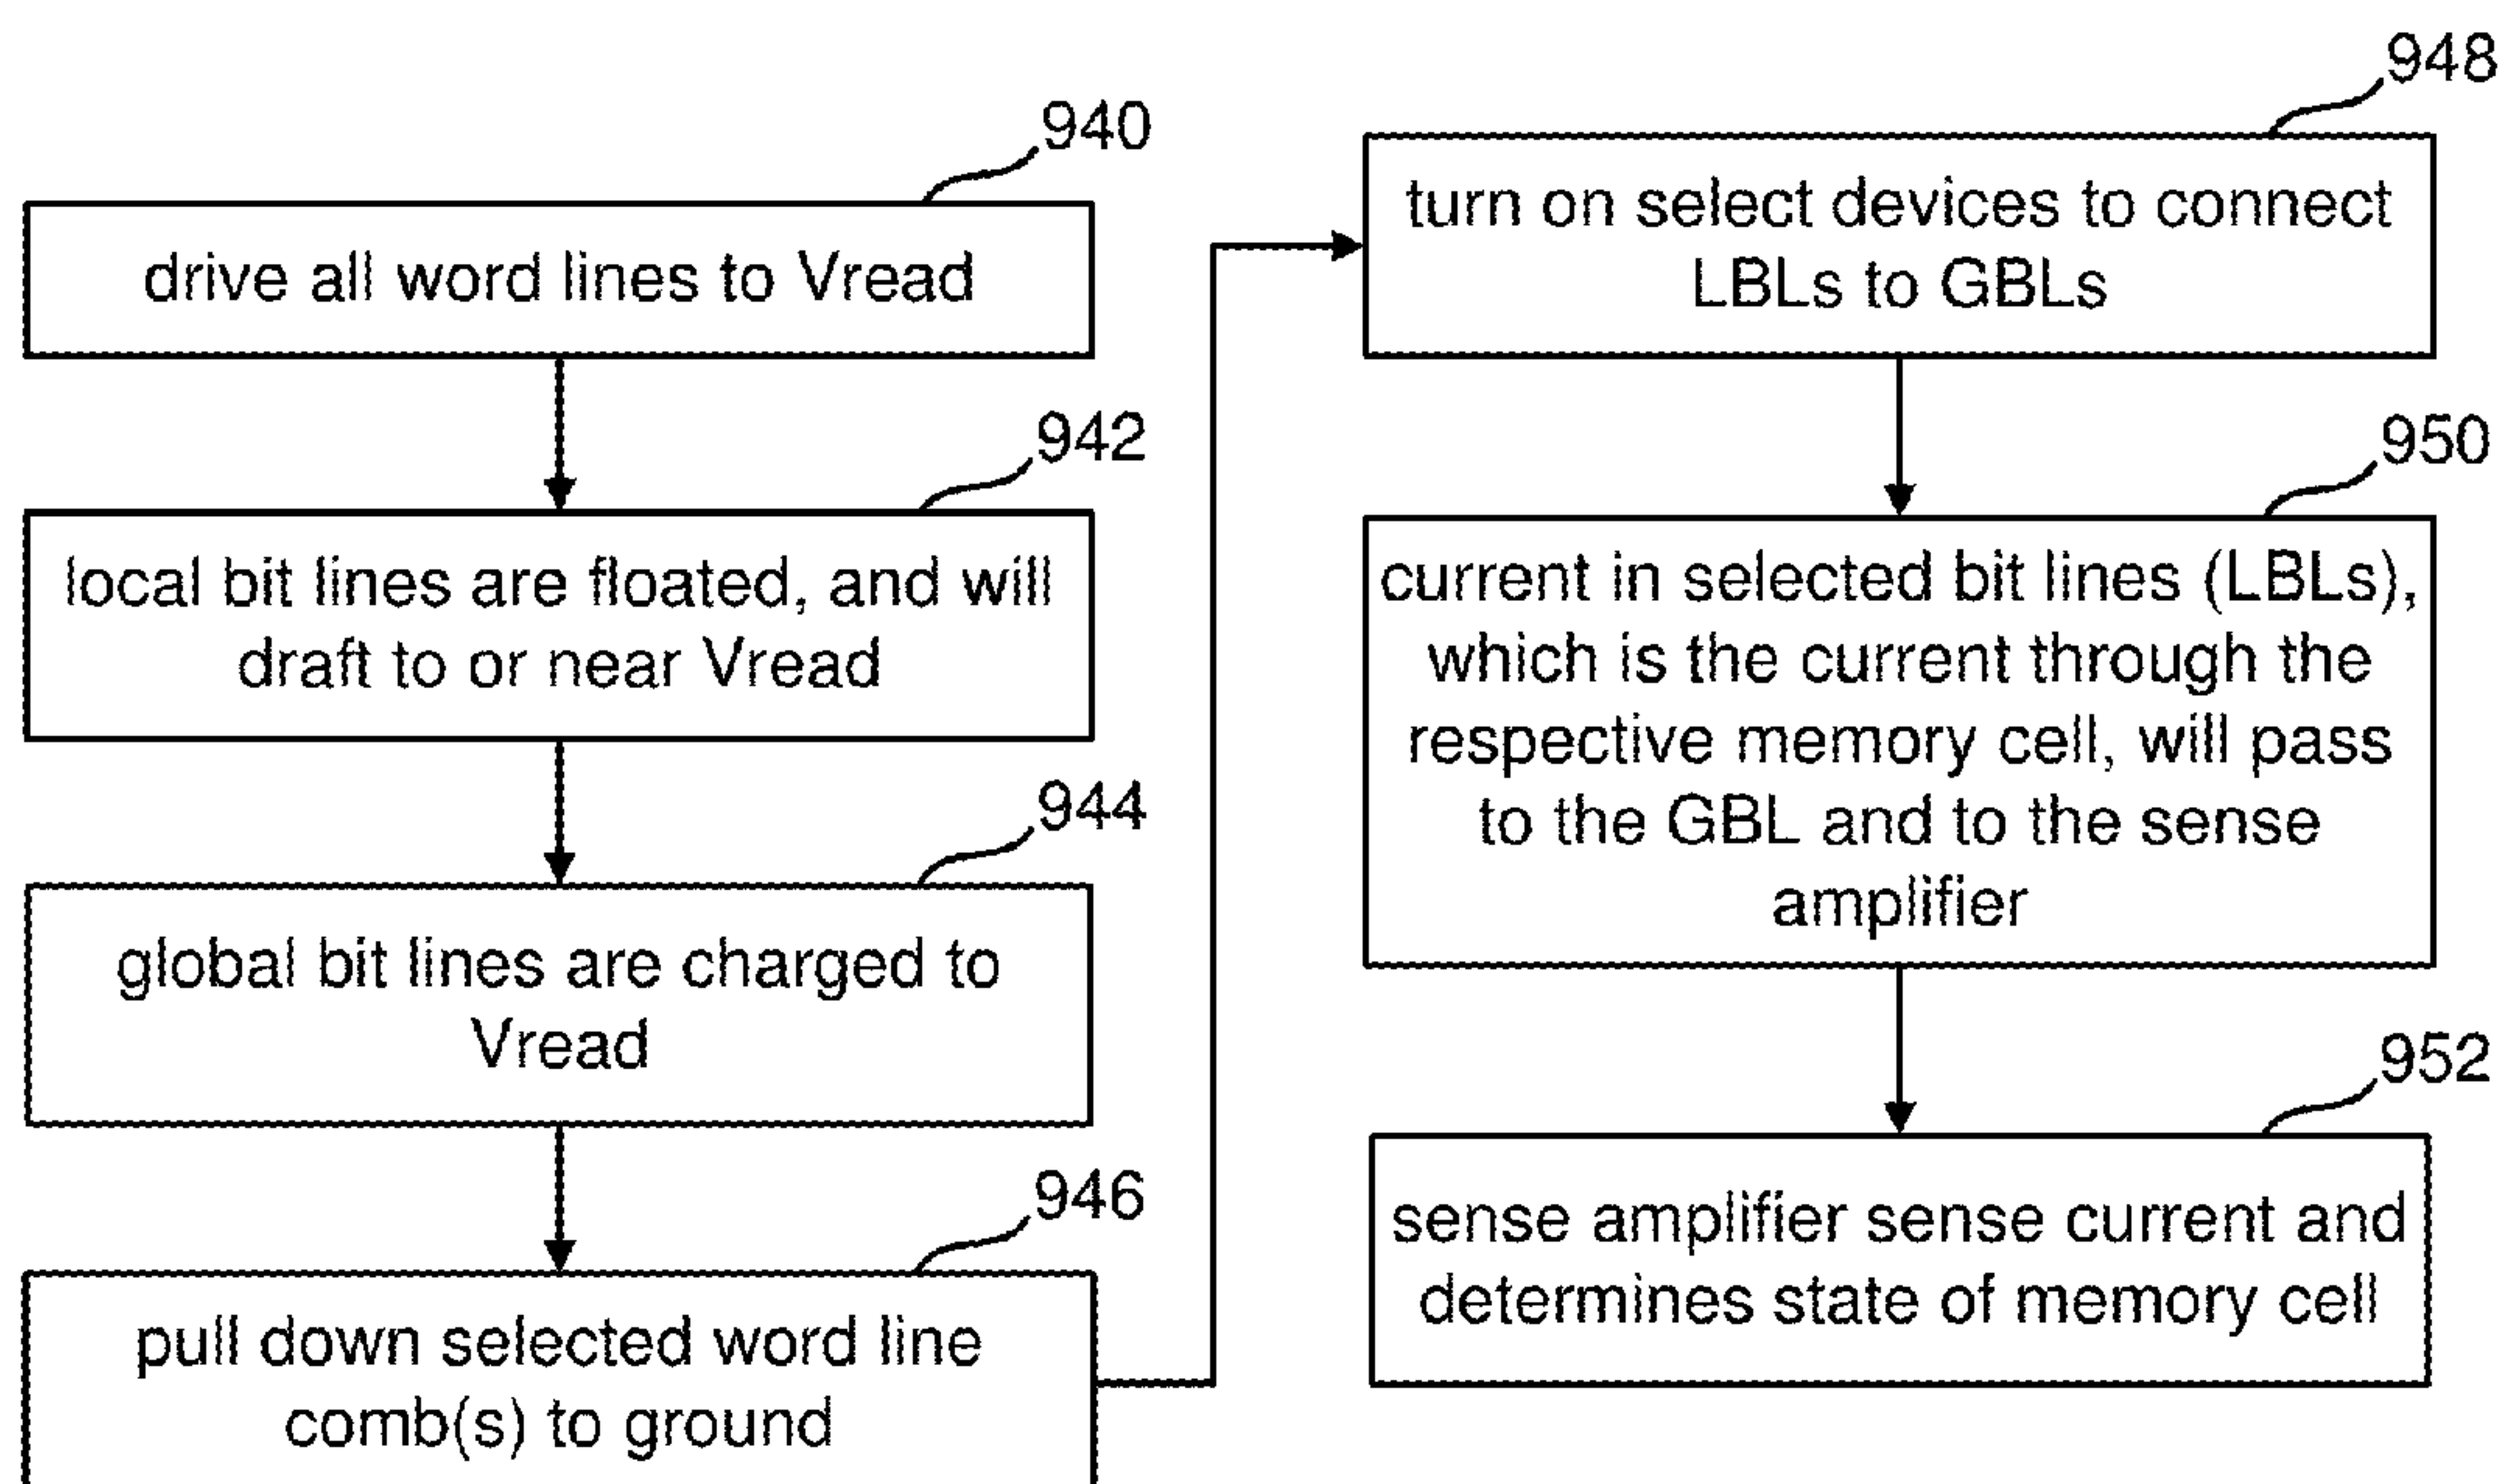 940
drive all word lines to Vread
942
local bit lines are floated, and will
draft to or near Vread
944
global bit lines are charged to
Vread
946
pull down selected word line
comb(s) to ground
948
turn on select devices to connect
LBLs to GBLs
950
current in selected bit lines (LBLs),
which is the current through the
respective memory cell, will pass
to the GBL and to the sense
amplifier
952
sense amplifier sense current and
determines state of memory cell